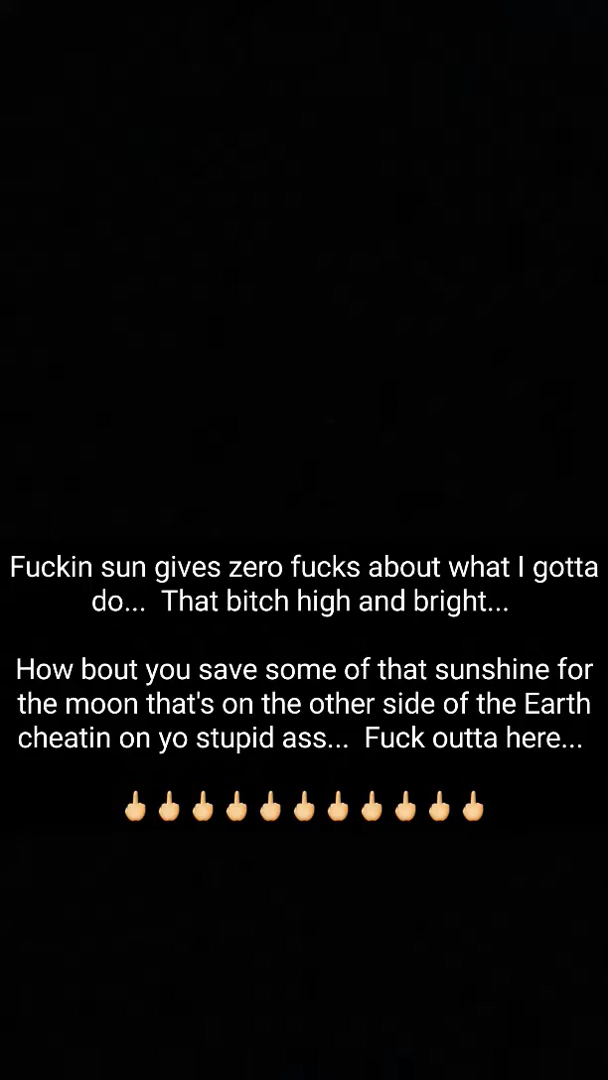 Fuckin sun gives zero fucks about what I gotta
do...  That bitch high and bright...
How bout you save some of that sunshine for
the moon that's on the other side of the Earth
cheatin on yo stupid ass...  Fuck outta here...
🖕🏼🖕🏼🖕🏼🖕🏼🖕🏼🖕🏼🖕🏼🖕🏼🖕🏼🖕🏼🖕🏼